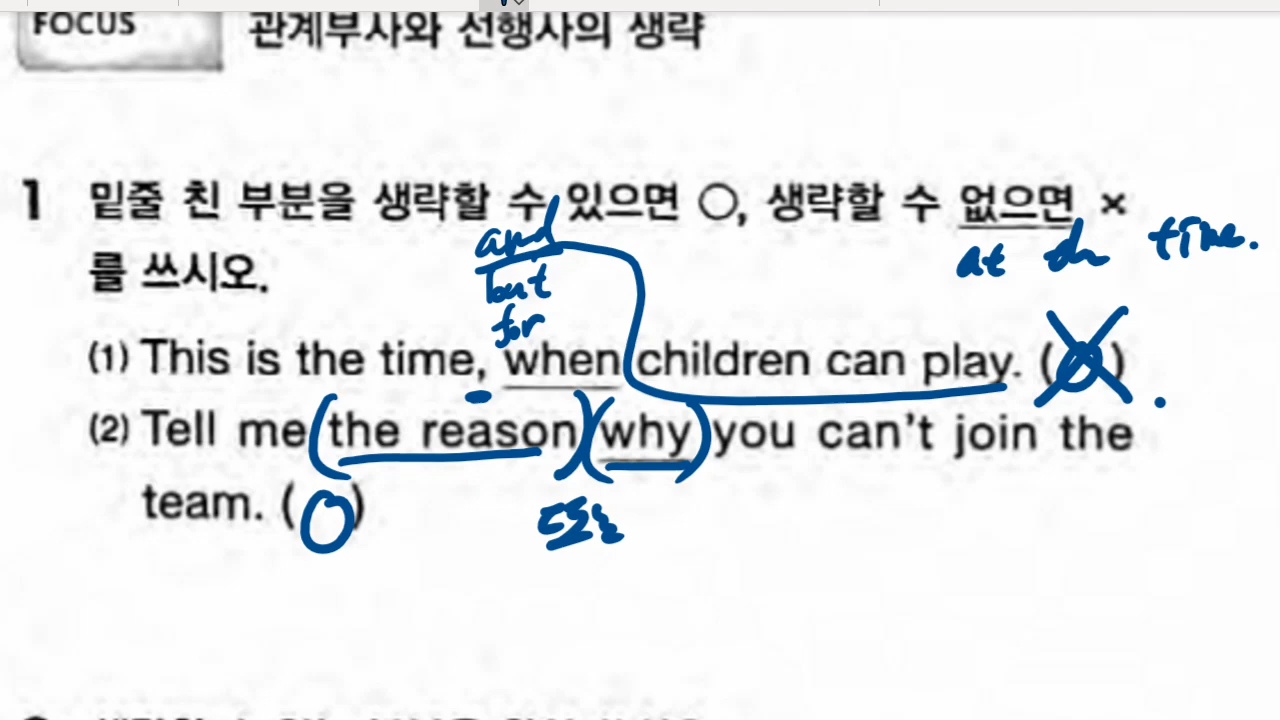 FOCUS 관계부사와 선행사의 생략
1 밑줄 친 부분을 생략할 수 있으면 ○, 생략할 수 없으면 ×
를 쓰시오.
and
but
for
at the time.
(1) This is the time, when children can play. (X)
(2) Tell me (the reason) (why) you can't join the
team. (O)
또는